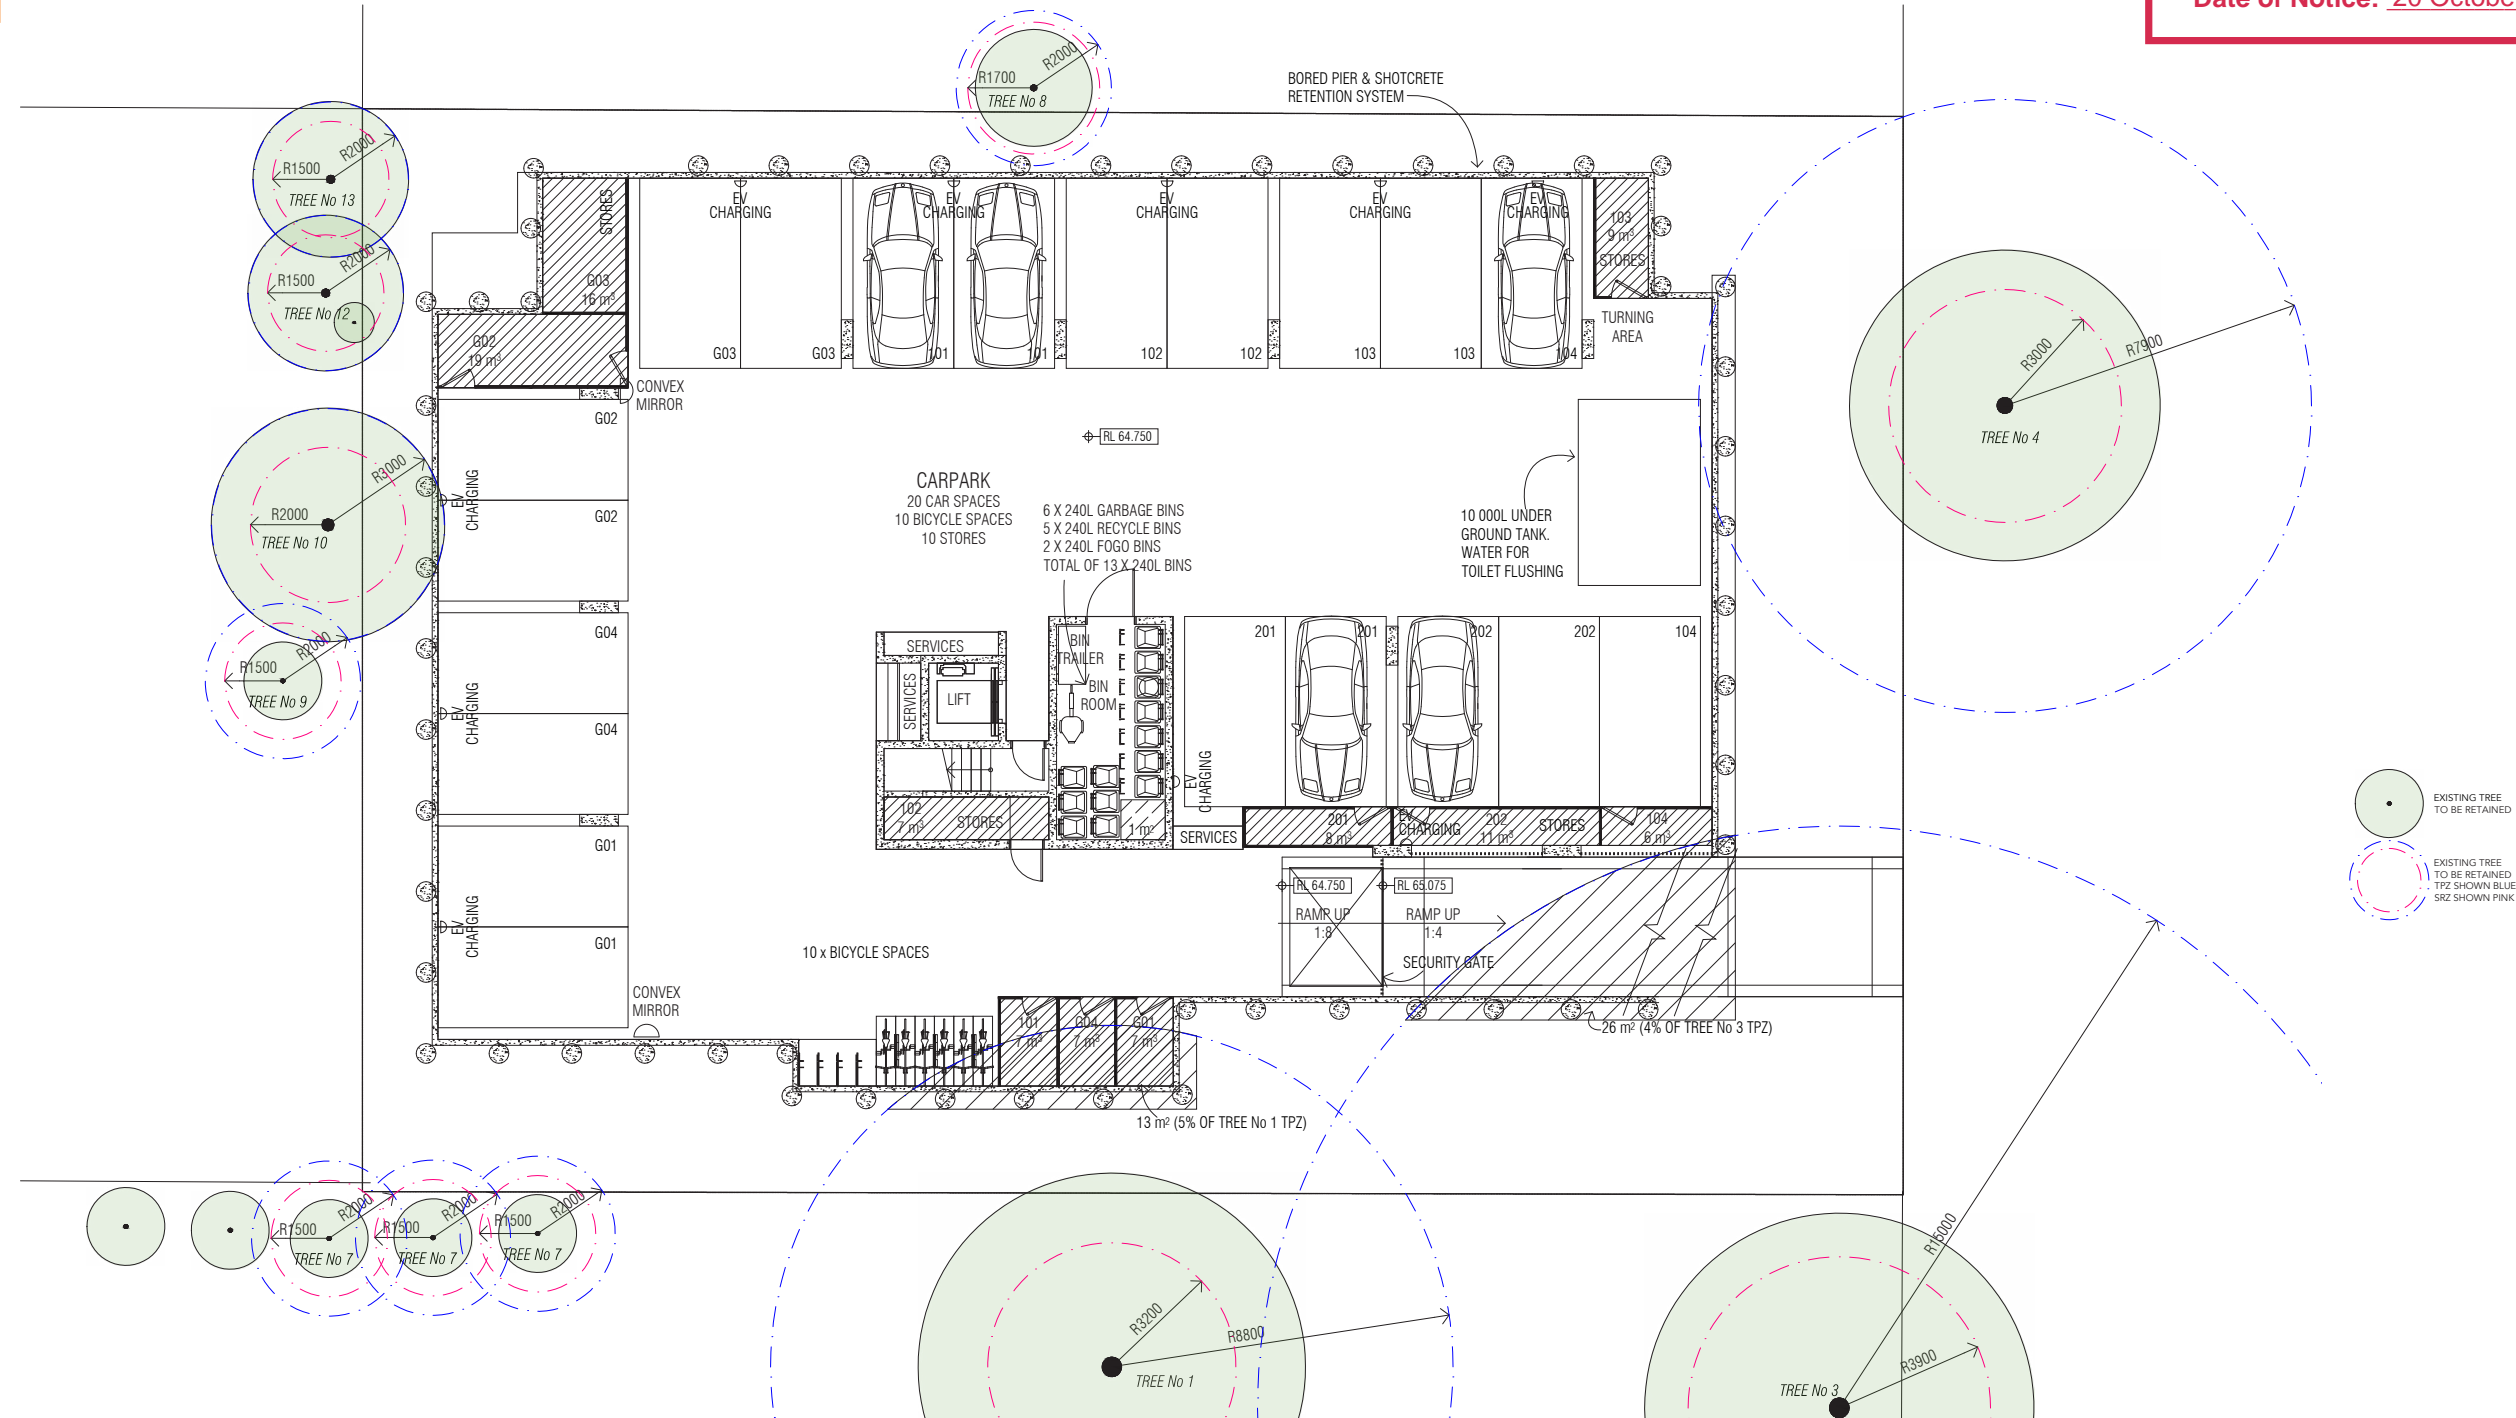 Date of Notice: 20 October
R1700
R2000
TREE No 8
BORED PIER & SHOTCRETE
RETENTION SYSTEM
R1500
R2000
TREE No 13
R1500
R2000
TREE No 12
STORES
G03
16 m³
G02
19 m³
EV
CHARGING
EV
CHARGING
EV
CHARGING
EV
CHARGING
EV
CHARGING
103
9 m³
STORES
TURNING
AREA
G03
G03
101
101
102
102
103
103
104
CONVEX
MIRROR
R3000
R7900
TREE No 4
R3000
R2000
TREE No 10
G02
EV
CHARGING
G02
RL 64.750
CARPARK
20 CAR SPACES
10 BICYCLE SPACES
10 STORES
6 X 240L GARBAGE BINS
5 X 240L RECYCLE BINS
2 X 240L FOGO BINS
TOTAL OF 13 X 240L BINS
10 000L UNDER
GROUND TANK.
WATER FOR
TOILET FLUSHING
R1500
R2000
TREE No 9
G04
EV
CHARGING
G04
SERVICES
SERVICES
LIFT
BIN
TRAILER
BIN
ROOM
201
201
202
202
104
EV
CHARGING
102
7 m³
STORES
1 m²
SERVICES
201
8 m³
EV
CHARGING
202
11 m³
STORES
104
6 m³
G01
EV
CHARGING
G01
RL 64.750
RL 65.075
RAMP UP
1:8
RAMP UP
1:4
SECURITY GATE
10 x BICYCLE SPACES
CONVEX
MIRROR
101
7 m³
G04
7 m³
G01
7 m³
26 m² (4% OF TREE No 3 TPZ)
13 m² (5% OF TREE No 1 TPZ)
EXISTING TREE
TO BE RETAINED
EXISTING TREE
TO BE RETAINED
TPZ SHOWN BLUE
SRZ SHOWN PINK
R1500
R2000
TREE No 7
R1500
R2000
TREE No 7
R1500
R2000
TREE No 7
R3200
R8800
TREE No 1
R15000
R3900
TREE No 3